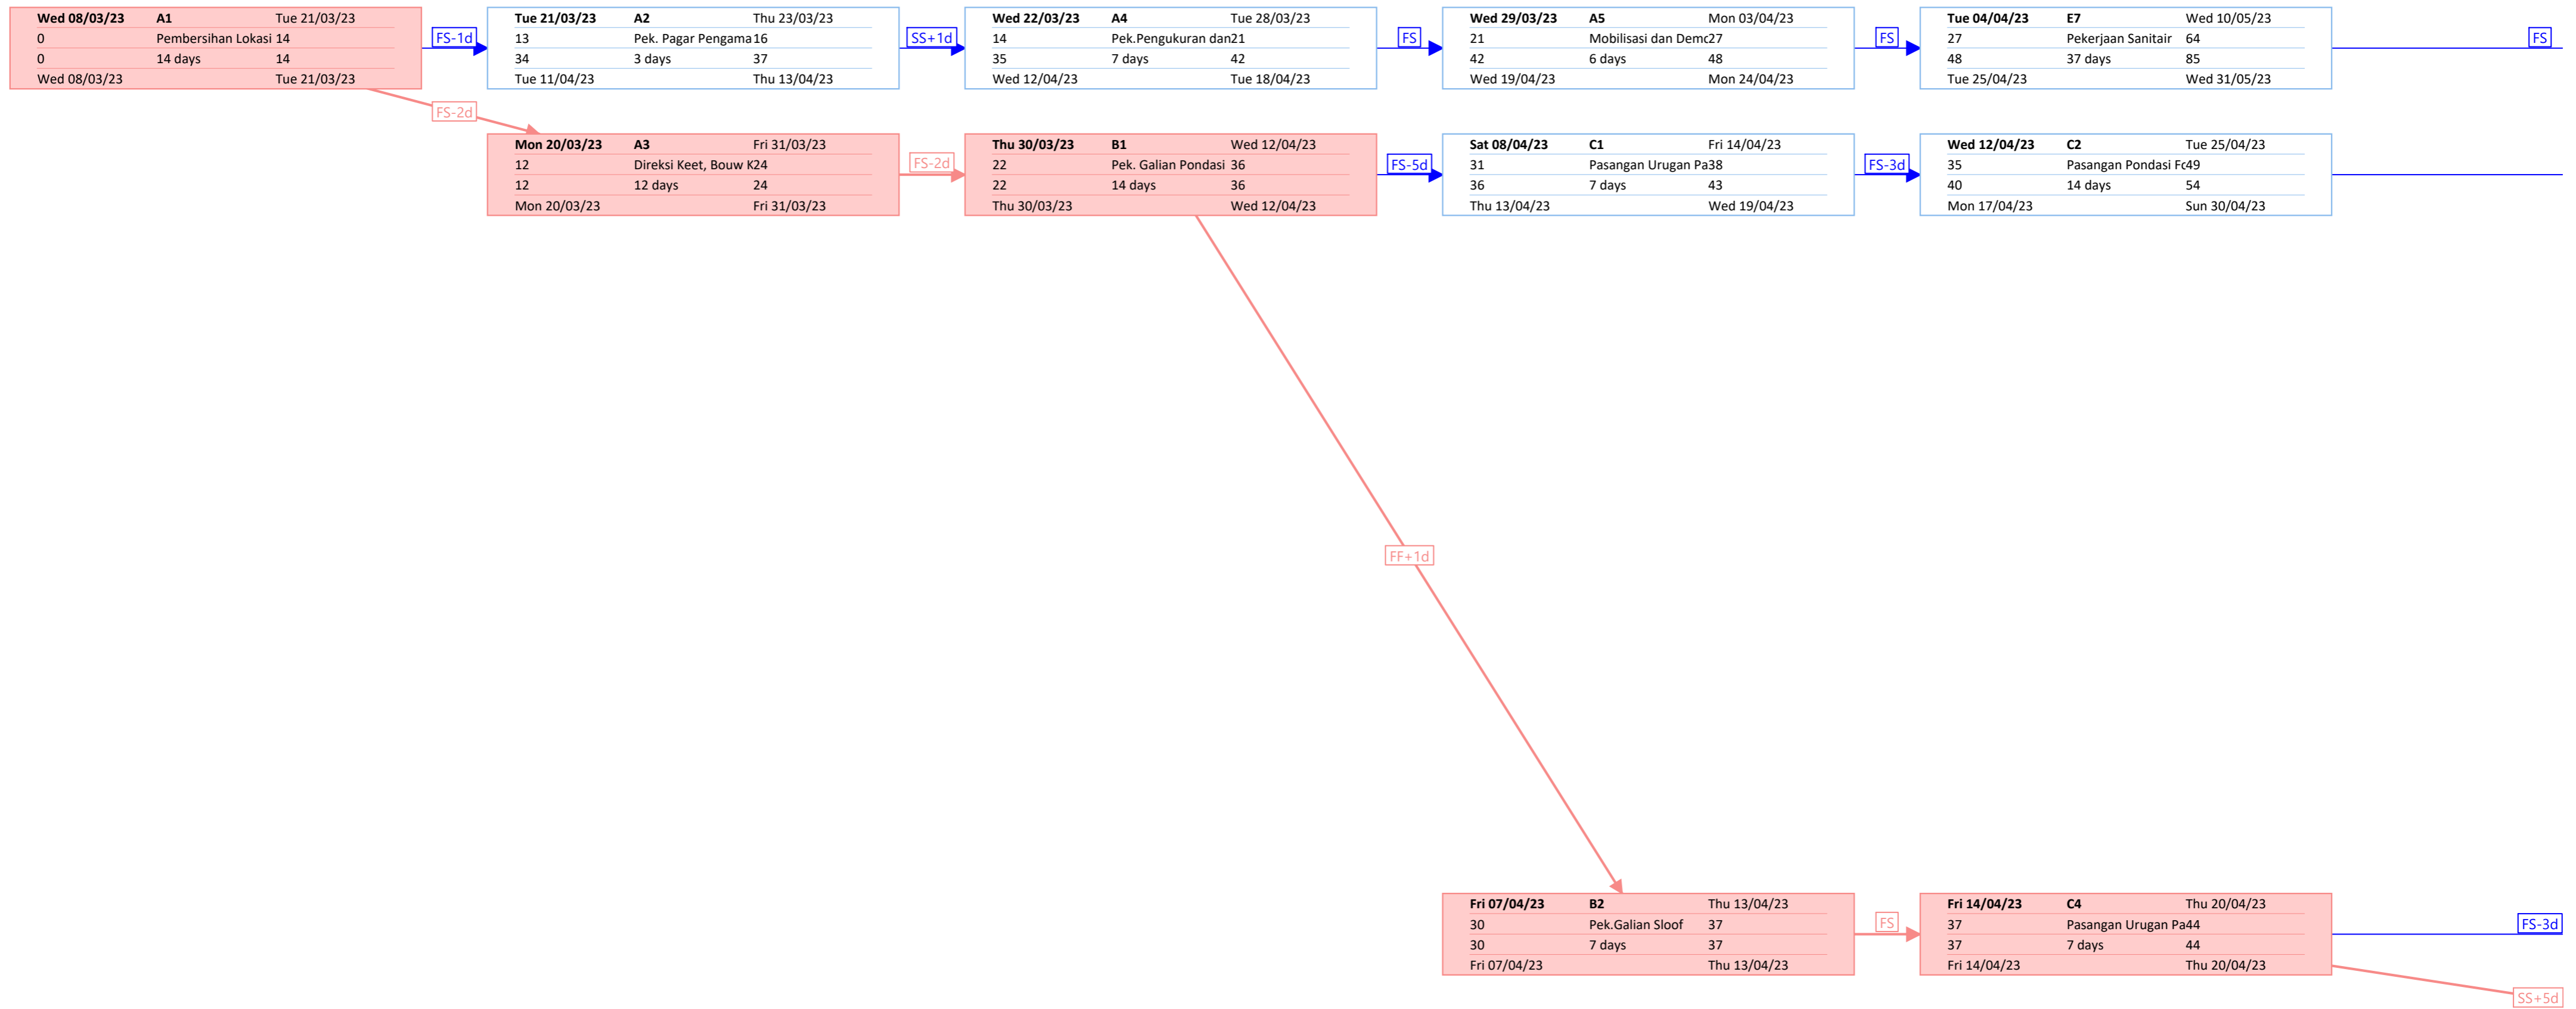 Wed 08/03/23 A1 Tue 21/03/23
0 Pembersihan Lokasi 14
0 14 days 14
Wed 08/03/23 Tue 21/03/23
FS-1d
Tue 21/03/23 A2 Thu 23/03/23
13 Pek. Pagar Pengama 16
34 3 days 37
Tue 11/04/23 Thu 13/04/23
SS+1d
Wed 22/03/23 A4 Tue 28/03/23
14 Pek.Pengukuran dan 21
35 7 days 42
Wed 12/04/23 Tue 18/04/23
FS
Wed 29/03/23 A5 Mon 03/04/23
21 Mobilisasi dan Demo 27
42 6 days 48
Wed 19/04/23 Mon 24/04/23
FS
Tue 04/04/23 E7 Wed 10/05/23
27 Pekerjaan Sanitair 64
48 37 days 85
Tue 25/04/23 Wed 31/05/23
FS
FS-2d
Mon 20/03/23 A3 Fri 31/03/23
12 Direksi Keet, Bouw K 24
12 12 days 24
Mon 20/03/23 Fri 31/03/23
FS-2d
Thu 30/03/23 B1 Wed 12/04/23
22 Pek. Galian Pondasi 36
22 14 days 36
Thu 30/03/23 Wed 12/04/23
FS-5d
Sat 08/04/23 C1 Fri 14/04/23
31 Pasangan Urugan Pa 38
36 7 days 43
Thu 13/04/23 Wed 19/04/23
FS-3d
Wed 12/04/23 C2 Tue 25/04/23
35 Pasangan Pondasi Fo 49
40 14 days 54
Mon 17/04/23 Sun 30/04/23
FF+1d
Fri 07/04/23 B2 Thu 13/04/23
30 Pek.Galian Sloof 37
30 7 days 37
Fri 07/04/23 Thu 13/04/23
FS
Fri 14/04/23 C4 Thu 20/04/23
37 Pasangan Urugan Pa 44
37 7 days 44
Fri 14/04/23 Thu 20/04/23
FS-3d
SS+5d